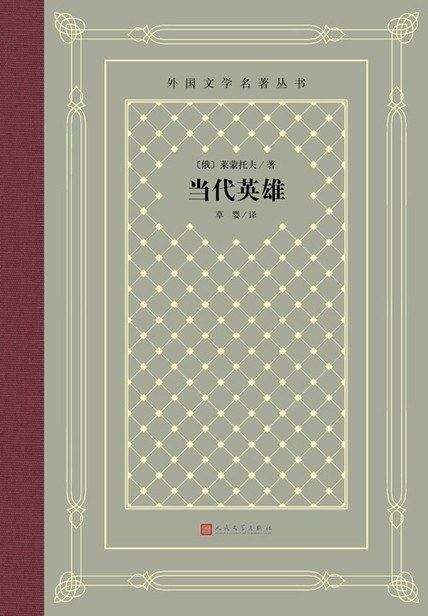 外国文学名著丛书
〔俄〕莱蒙托夫/著
当代英雄
草 婴/译
人民文学出版社